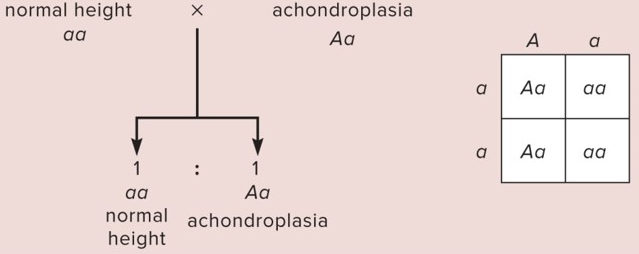 normal height × achondroplasia
aa Aa
1 : 1
aa Aa
normal height achondroplasia
A a
a Aa aa
a Aa aa